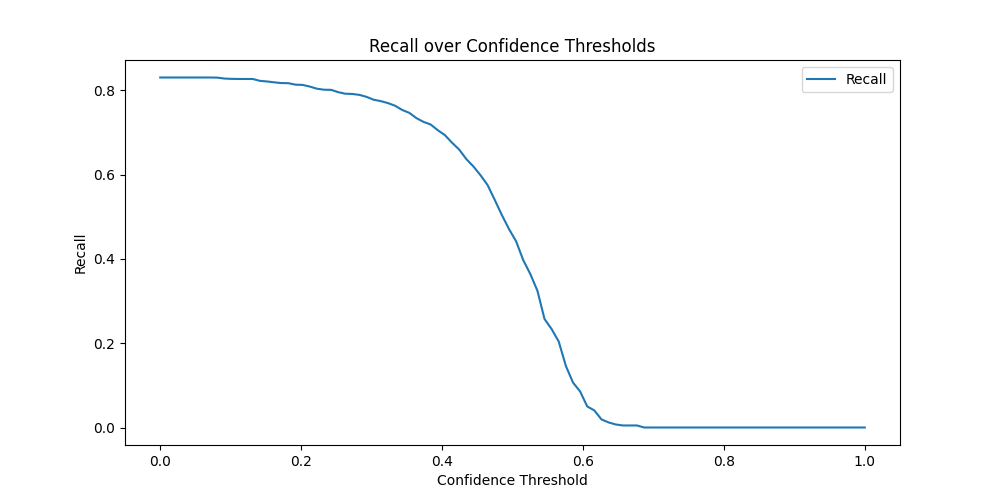 Recall over Confidence Thresholds
Recall
0.8
0.6
0.4
0.2
0.0
Recall
0.0 0.2 0.4 0.6 0.8 1.0
Confidence Threshold